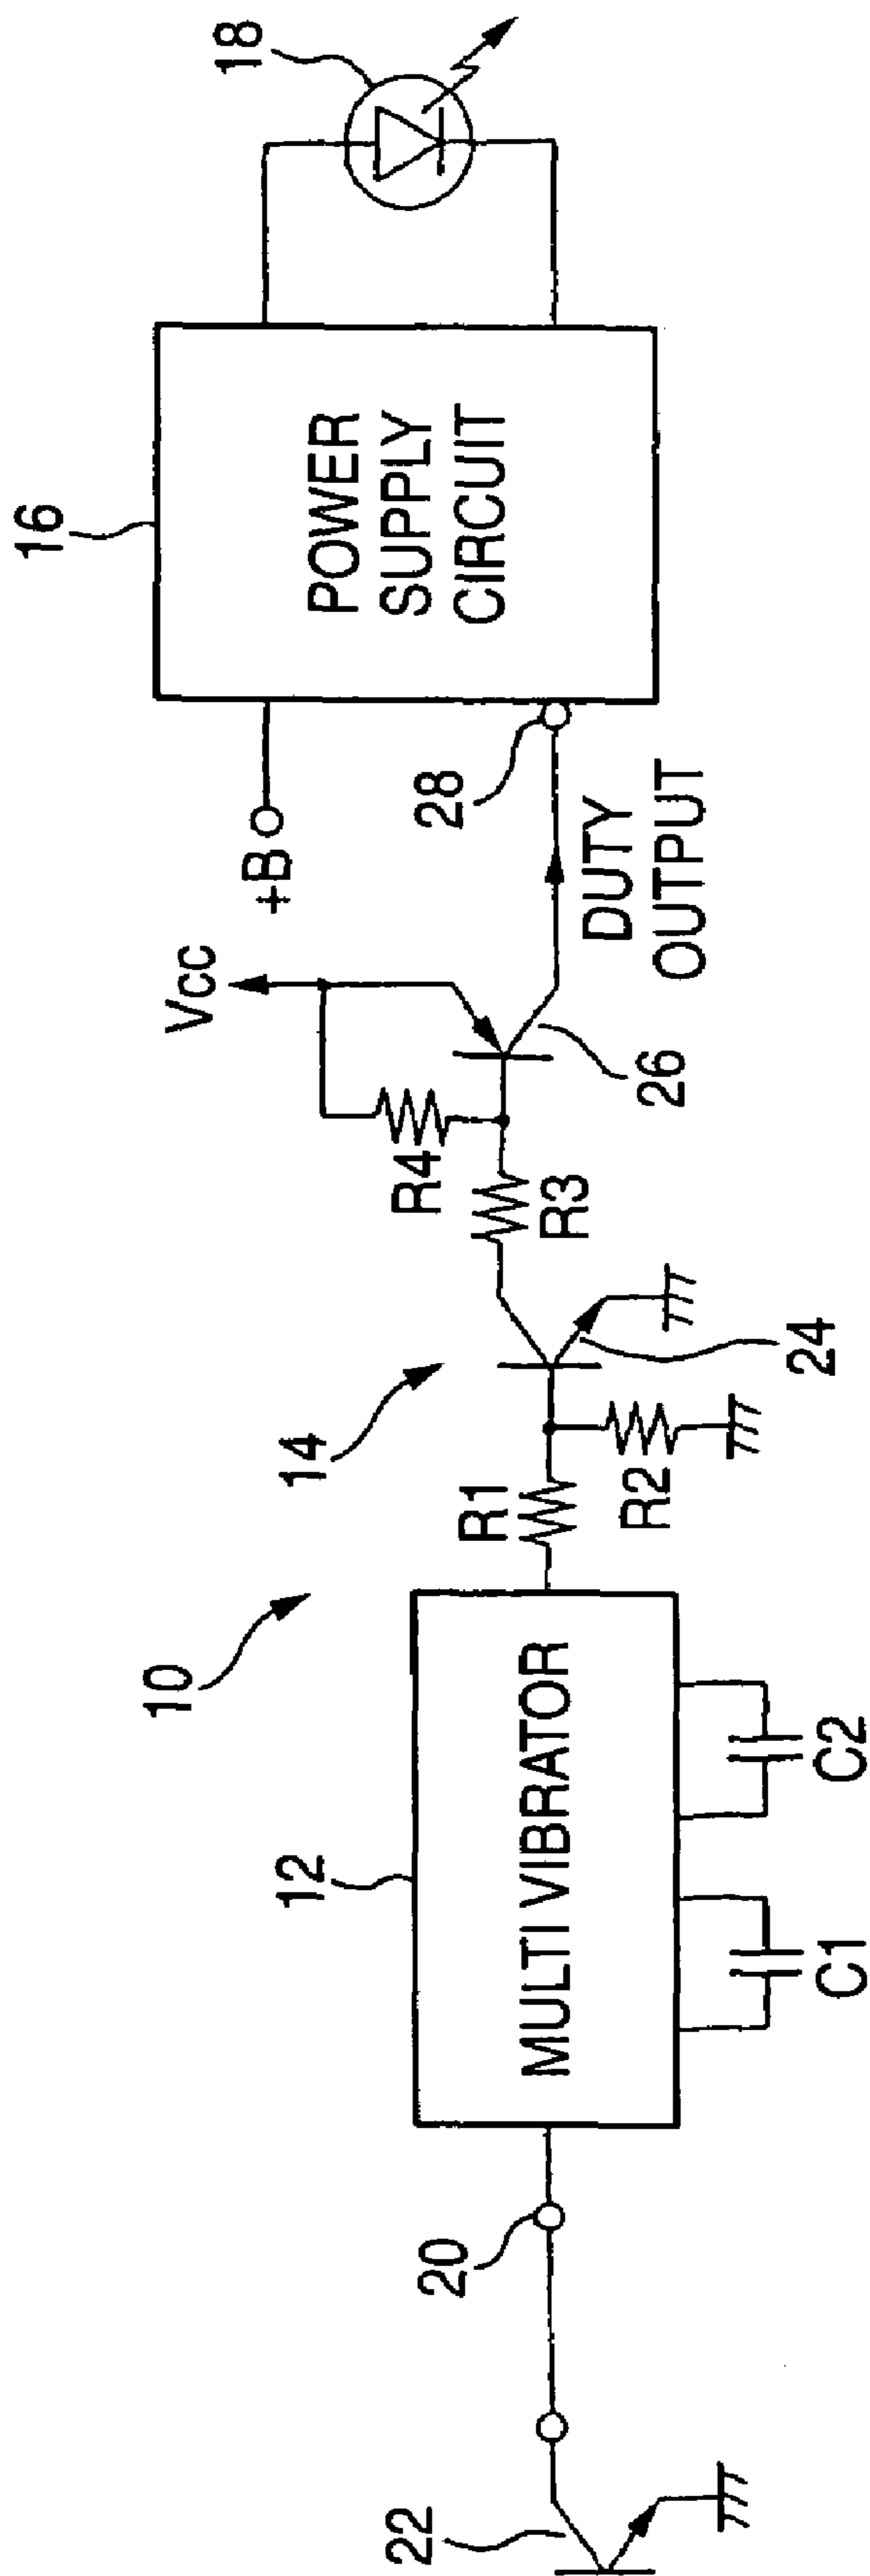 10
12
14
16
18
MULTI VIBRATOR
POWER
SUPPLY
CIRCUIT
+B
Vcc
R1
R2
R3
R4
C1
C2
20
22
24
26
28
DUTY
OUTPUT